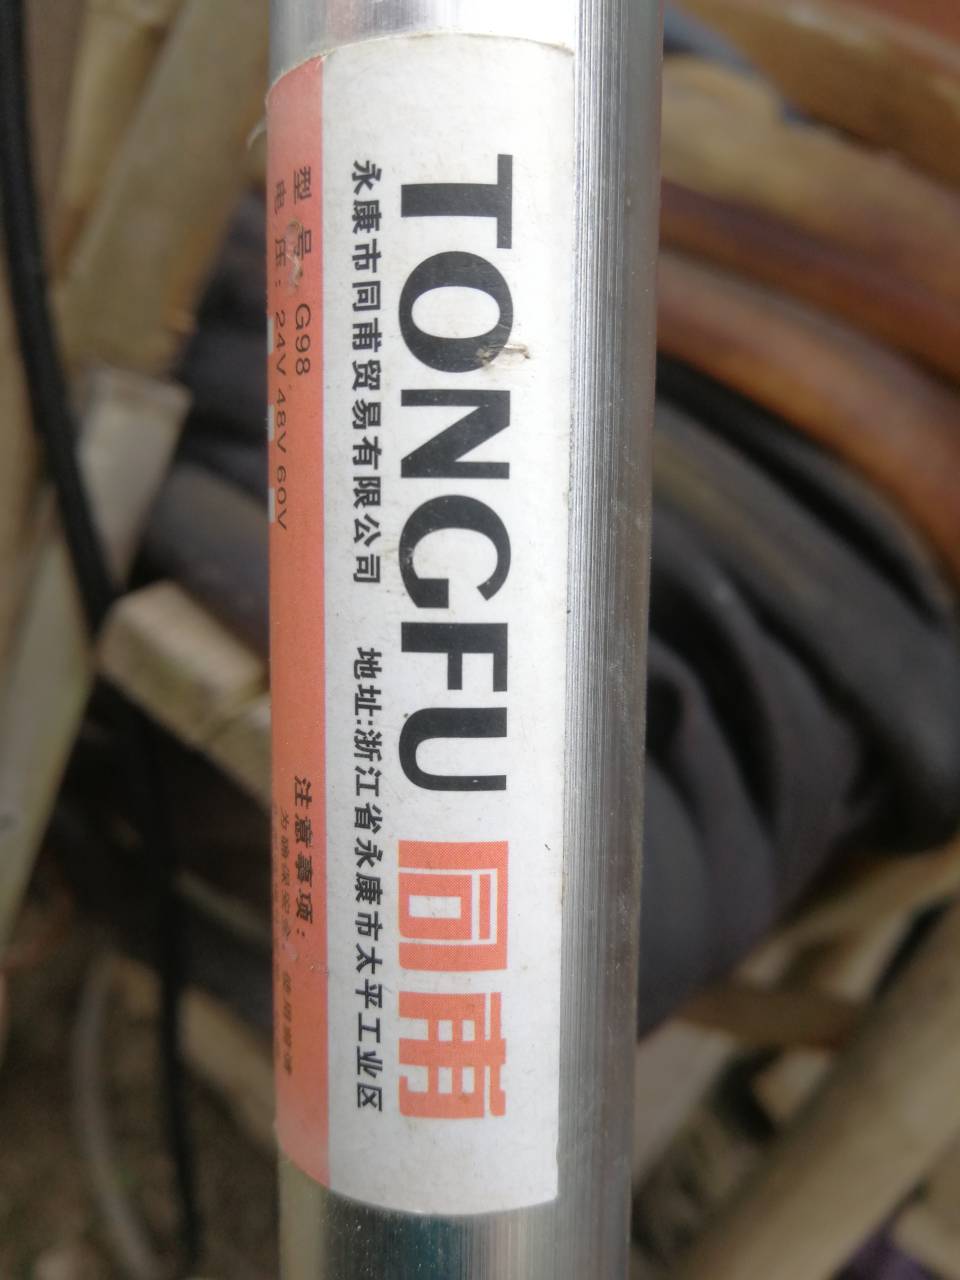 TONGFU 同甫
永康市同甫贸易有限公司 地址:浙江省永康市太平工业区
型号: G98
电压: 24V 48V 60V
注意事项: